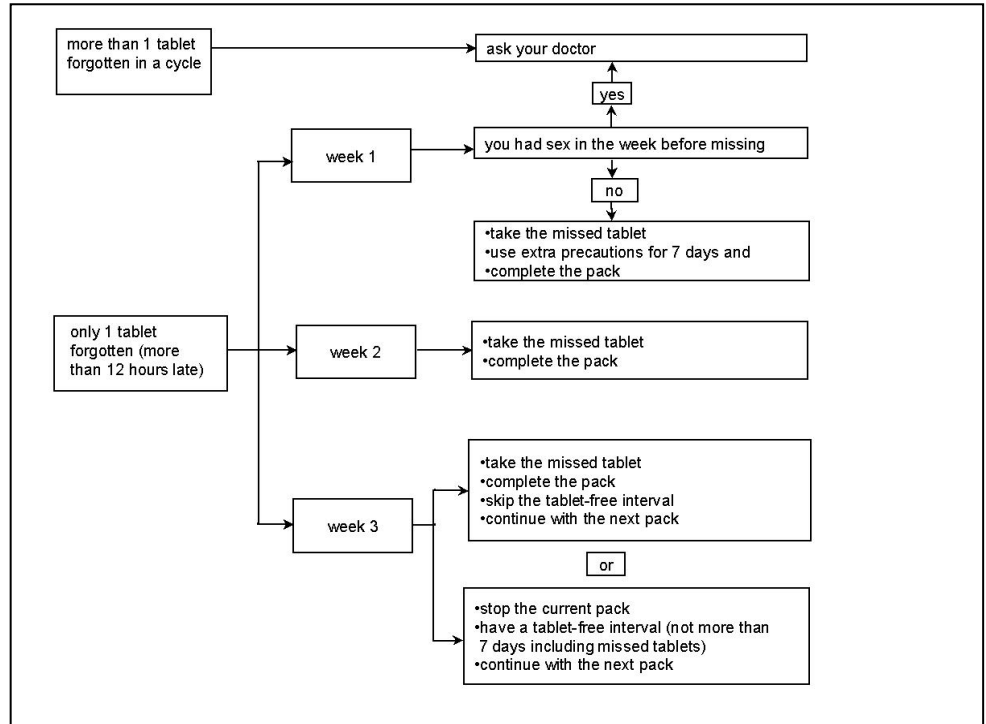 more than 1 tablet
forgotten in a cycle
ask your doctor
yes
week 1
you had sex in the week before missing
no
•take the missed tablet
•use extra precautions for 7 days and
•complete the pack
only 1 tablet
forgotten (more
than 12 hours late)
week 2
•take the missed tablet
•complete the pack
week 3
•take the missed tablet
•complete the pack
•skip the tablet-free interval
•continue with the next pack
or
•stop the current pack
•have a tablet-free interval (not more than
7 days including missed tablets)
•continue with the next pack